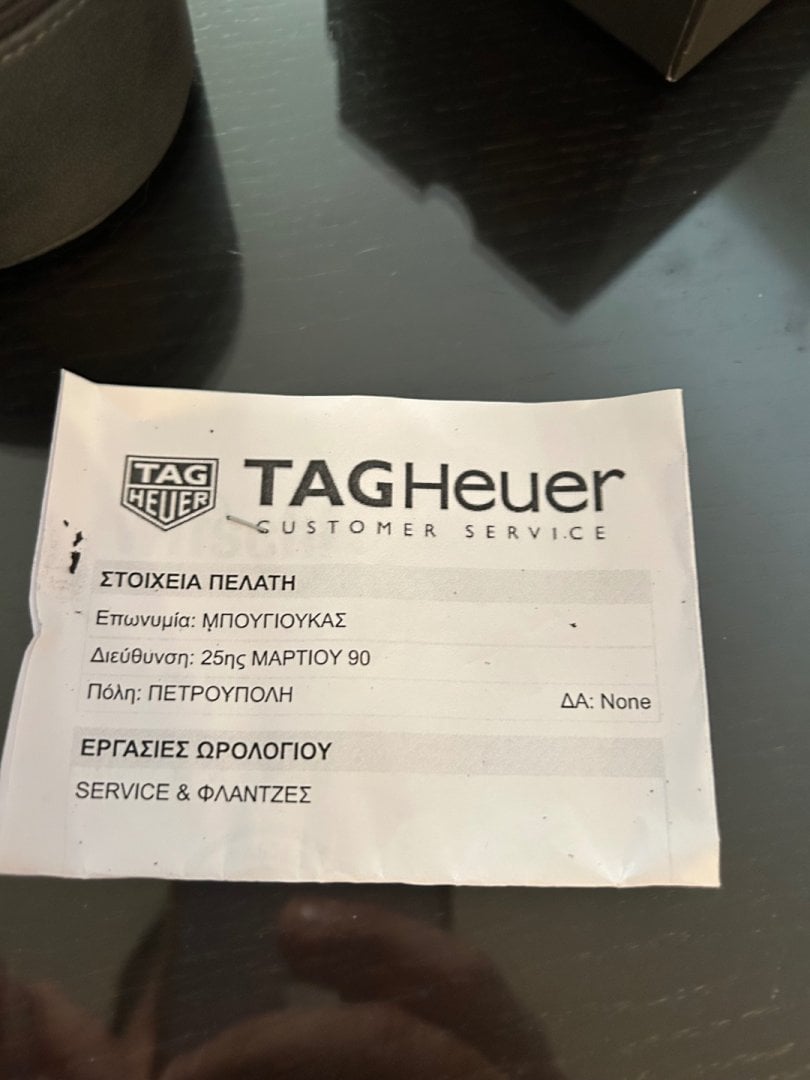 TAG
HEUER
TAGHeuer
CUSTOMER SERVICE
ΣΤΟΙΧΕΙΑ ΠΕΛΑΤΗ
Επωνυμία: ΜΠΟΥΓΙΟΥΚΑΣ
Διεύθυνση: 25ης ΜΑΡΤΙΟΥ 90
Πόλη: ΠΕΤΡΟΥΠΟΛΗ ΔΑ: None
ΕΡΓΑΣΙΕΣ ΩΡΟΛΟΓΙΟΥ
SERVICE & ΦΛΑΝΤΖΕΣ